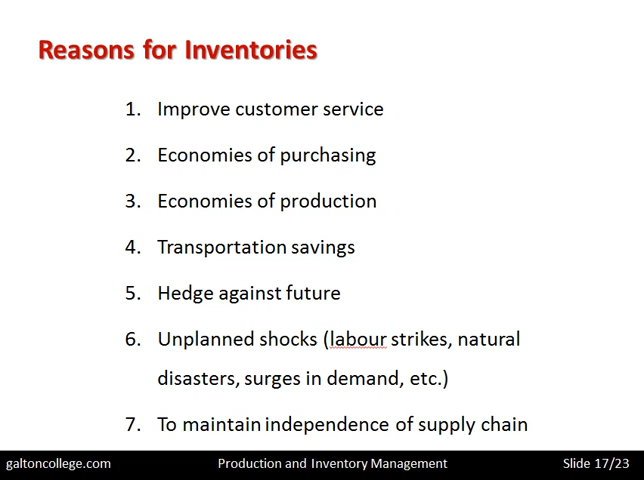 Reasons for Inventories
1. Improve customer service
2. Economies of purchasing
3. Economies of production
4. Transportation savings
5. Hedge against future
6. Unplanned shocks (labour strikes, natural
disasters, surges in demand, etc.)
7. To maintain independence of supply chain
galtoncollege.com Production and Inventory Management Slide 17/23